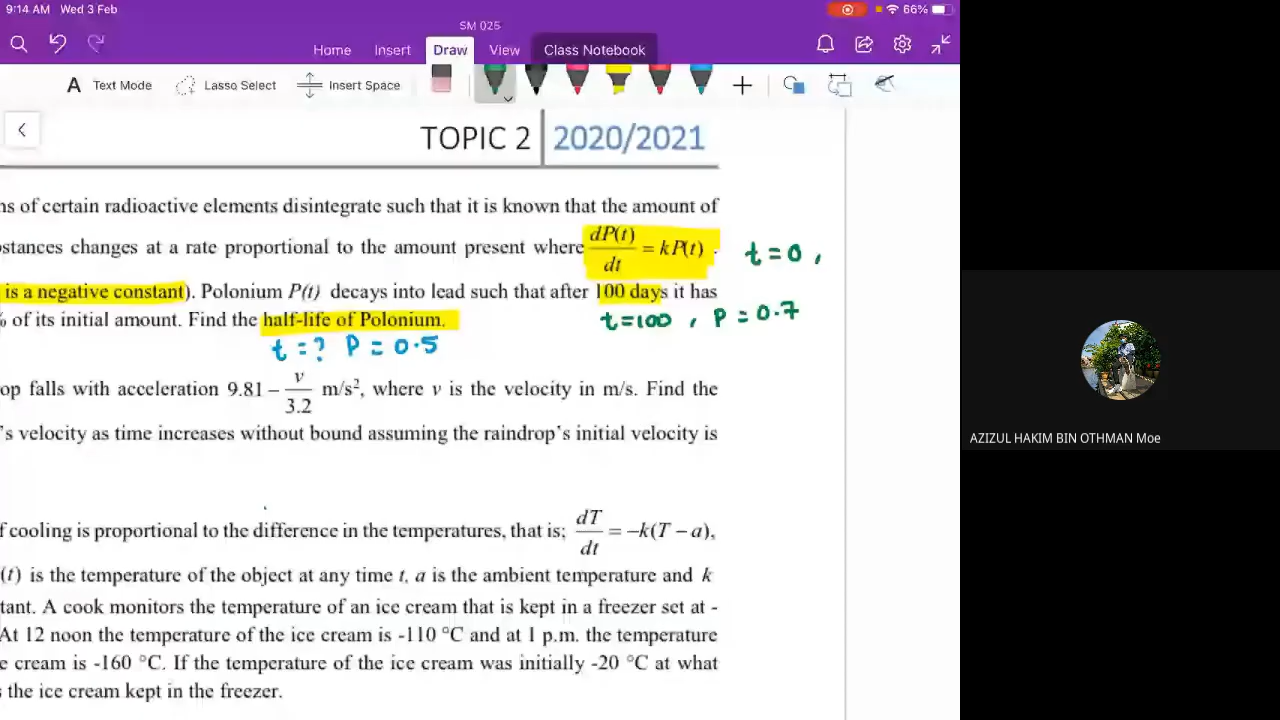 9:14 AM Wed 3 Feb
66%
SM 025
Home Insert Draw View Class Notebook
A Text Mode Lasso Select Insert Space
TOPIC 2 2020/2021
ns of certain radioactive elements disintegrate such that it is known that the amount of
bstances changes at a rate proportional to the amount present where dP(t)/dt = kP(t) . t = 0 ,
is a negative constant). Polonium P(t) decays into lead such that after 100 days it has
% of its initial amount. Find the half-life of Polonium. t=100 , P = 0.7
t = ? P = 0.5
op falls with acceleration 9.81 − v/3.2 m/s², where v is the velocity in m/s. Find the
's velocity as time increases without bound assuming the raindrop's initial velocity is
f cooling is proportional to the difference in the temperatures, that is; dT/dt = −k(T − a),
(t) is the temperature of the object at any time t, a is the ambient temperature and k
tant. A cook monitors the temperature of an ice cream that is kept in a freezer set at -
At 12 noon the temperature of the ice cream is -110 °C and at 1 p.m. the temperature
e cream is -160 °C. If the temperature of the ice cream was initially -20 °C at what
s the ice cream kept in the freezer.
AZIZUL HAKIM BIN OTHMAN Moe